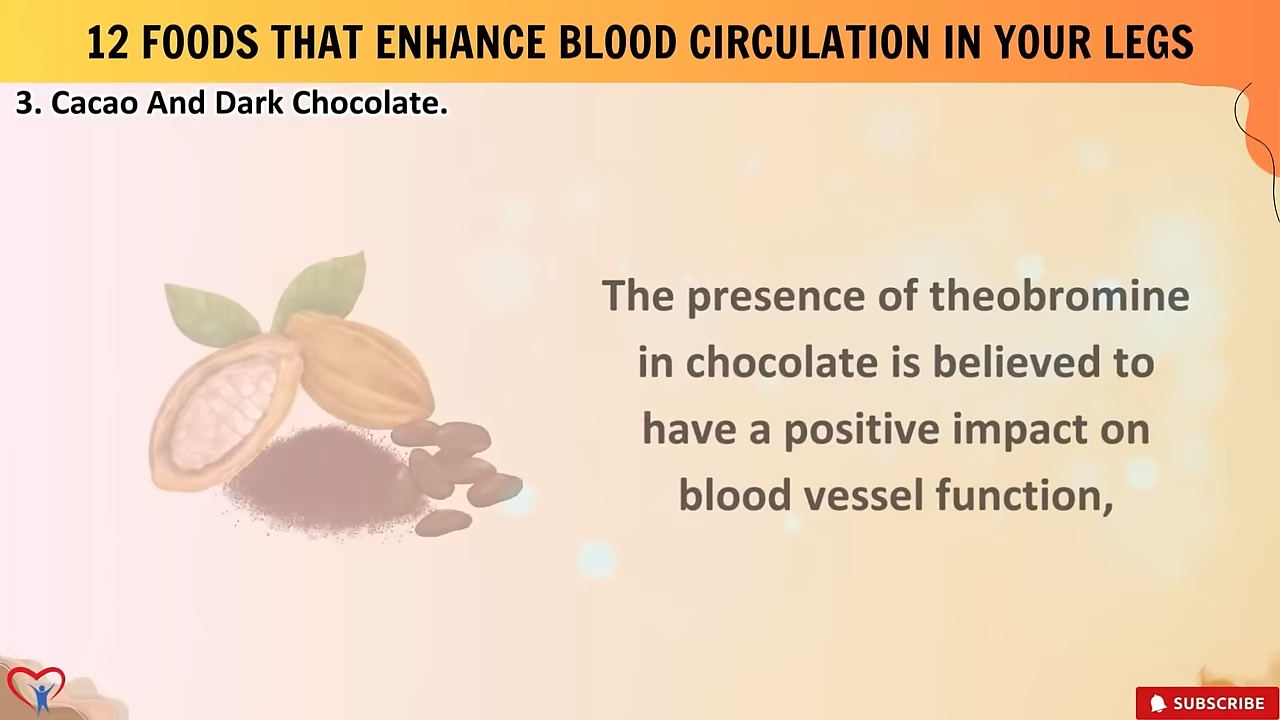 12 FOODS THAT ENHANCE BLOOD CIRCULATION IN YOUR LEGS
3. Cacao And Dark Chocolate.
The presence of theobromine
in chocolate is believed to
have a positive impact on
blood vessel function,
SUBSCRIBE